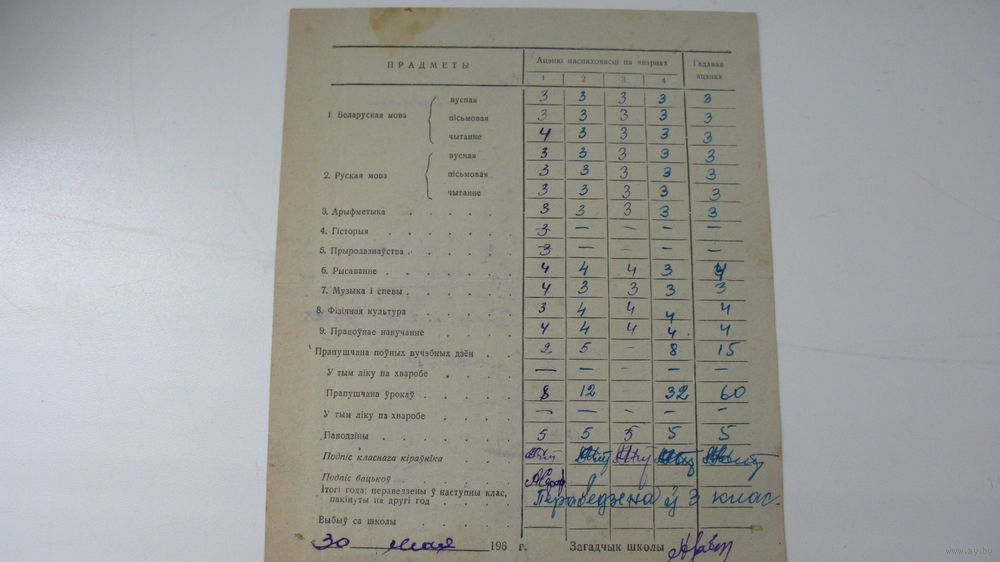 ПРАДМЕТЫ Ацэнкі паспяховасці па чвэрцях Гадавая ацэнка
1 2 3 4
вусная 3 3 3 3 3
1. Беларуская мова пісьмовая 3 3 3 3 3
чытанне 4 3 3 3 3
вусная 3 3 3 3 3
2. Руская мова пісьмовая 3 3 3 3 3
чытанне 3 3 3 3 3
3. Арыфметыка 3 3 3 3 3
4. Гісторыя 3 — — — —
5. Прыродазнаўства 3 — — — —
6. Рысаванне 4 4 4 3 4
7. Музыка і спевы 4 3 3 3 3
8. Фізічная культура 3 4 4 4 4
9. Працоўнае навучанне 4 4 4 4 4
Прапушчана поўных вучэбных дзён 2 5 - 8 15
У тым ліку па хваробе — — - — —
Прапушчана ўрокаў 8 12 32 60
У тым ліку па хваробе — — - — —
Паводзіны 5 5 5 5 5
Подпіс класнага кіраўніка
Подпіс бацькоў
Ітогі года: пераведзены ў наступны клас,
пакінуты на другі год Пераведзена ў 3 клас.
Выбыў са школы
30 мая 196 г. Загадчык школы
www.ay.by